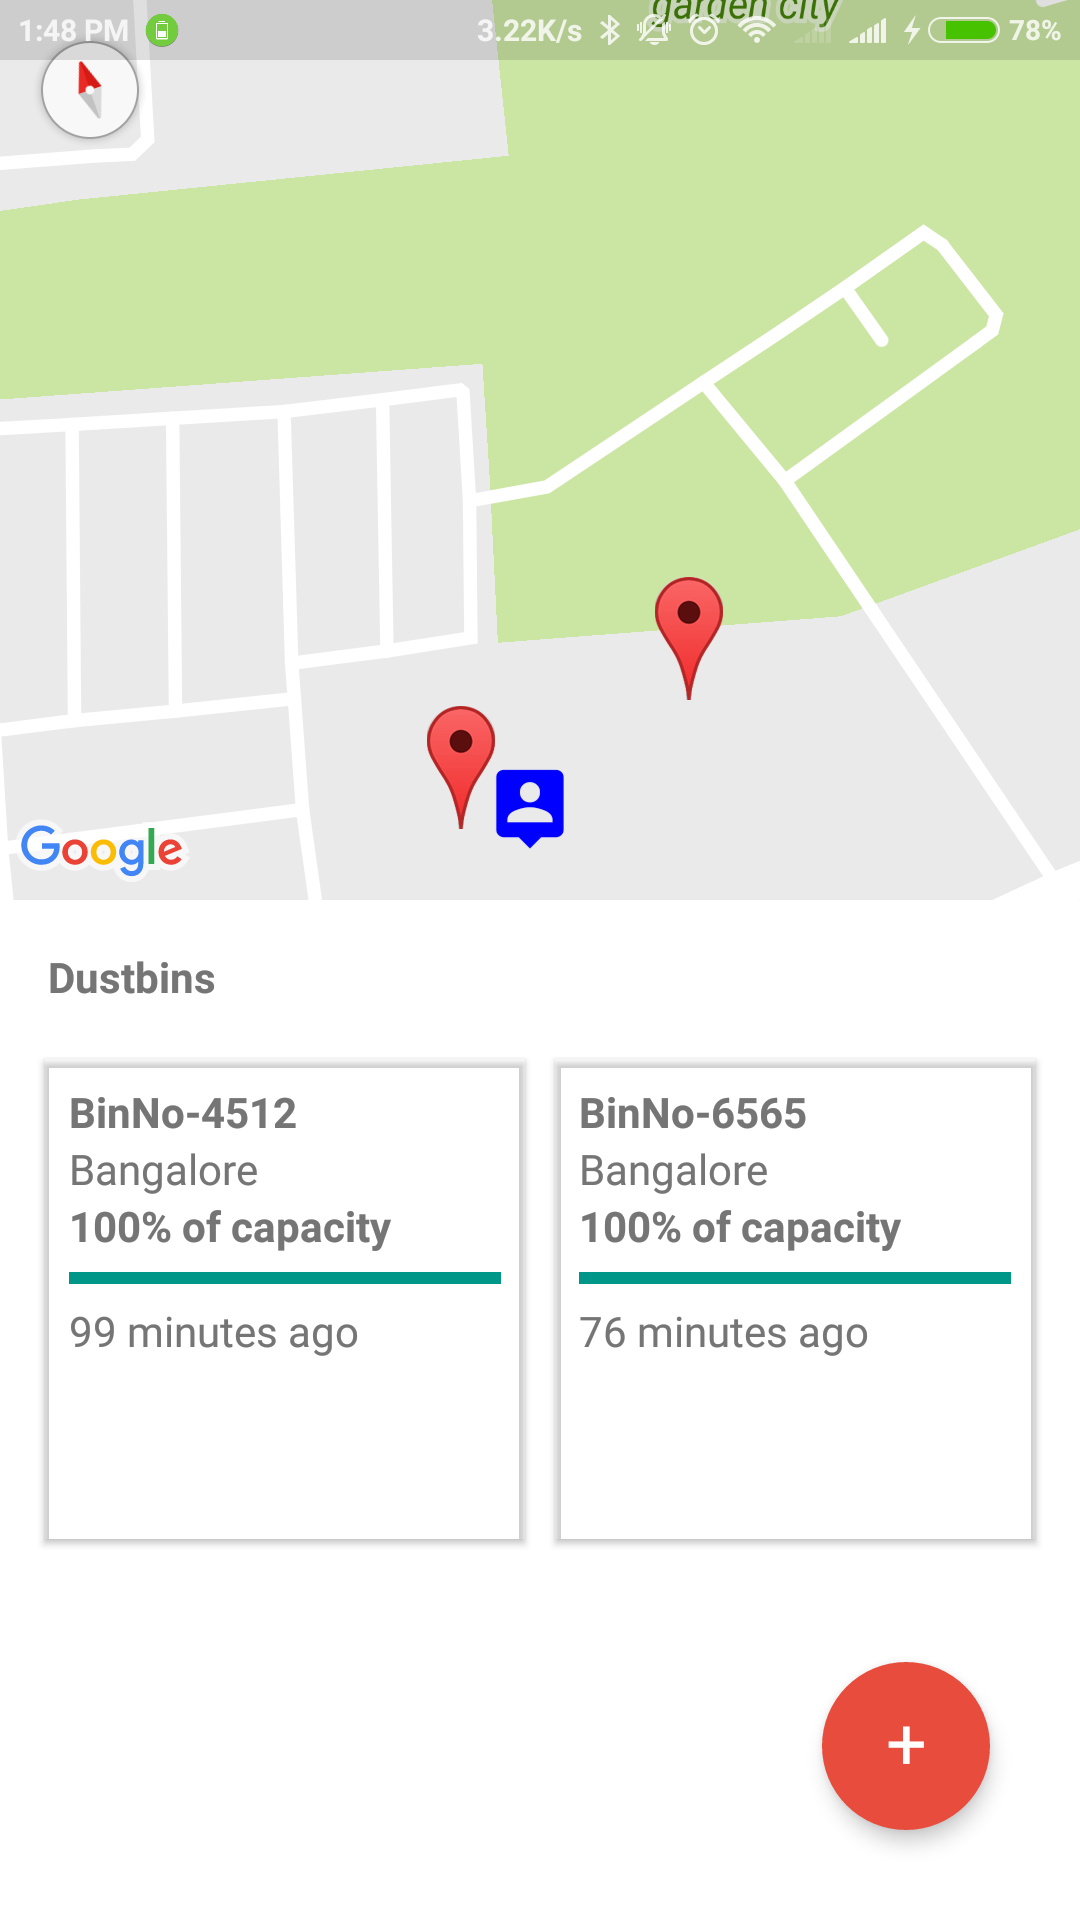 1:48 PM 3.22K/s 78%
garden city
Google
Dustbins
BinNo-4512
Bangalore
100% of capacity
99 minutes ago
BinNo-6565
Bangalore
100% of capacity
76 minutes ago
+